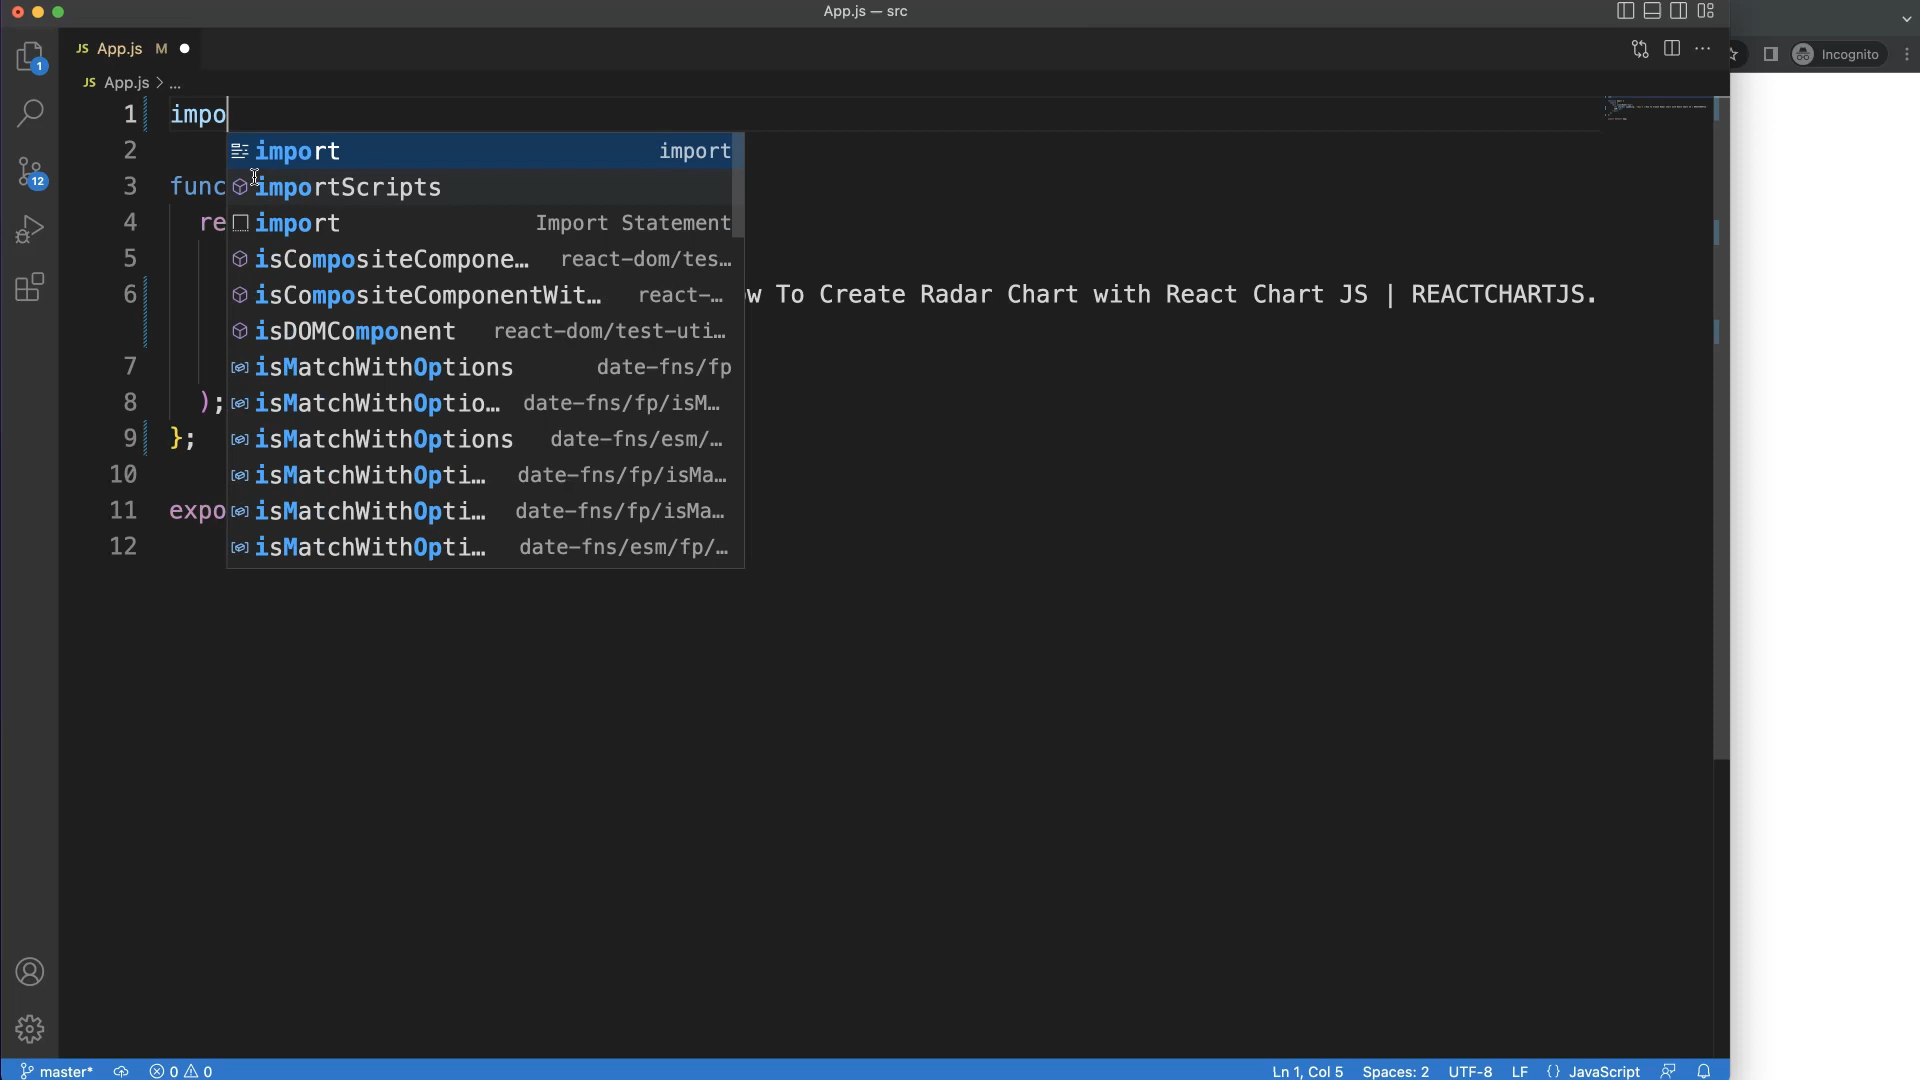 App.js — src
JS App.js M
Incognito
JS App.js > ...
1 impo
2
3 func
4 re
5
6 w To Create Radar Chart with React Chart JS | REACTCHARTJS.
7
8 );
9 };
10
11 expo
12
import import
importScripts
import Import Statement
isCompositeCompone… react-dom/tes…
isCompositeComponentWit… react-…
isDOMComponent react-dom/test-uti…
isMatchWithOptions date-fns/fp
isMatchWithOptio… date-fns/fp/isM…
isMatchWithOptions date-fns/esm/…
isMatchWithOpti… date-fns/fp/isMa…
isMatchWithOpti… date-fns/fp/isMa…
isMatchWithOpti… date-fns/esm/fp/…
1
12
master* 0 0 Ln 1, Col 5 Spaces: 2 UTF-8 LF {} JavaScript